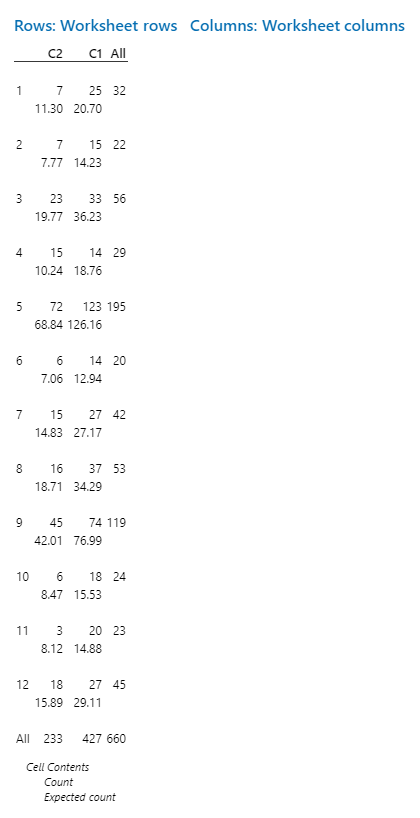 Rows: Worksheet rows Columns: Worksheet columns
C2 C1 All
1 7 25 32
11.30 20.70
2 7 15 22
7.77 14.23
3 23 33 56
19.77 36.23
4 15 14 29
10.24 18.76
5 72 123 195
68.84 126.16
6 6 14 20
7.06 12.94
7 15 27 42
14.83 27.17
8 16 37 53
18.71 34.29
9 45 74 119
42.01 76.99
10 6 18 24
8.47 15.53
11 3 20 23
8.12 14.88
12 18 27 45
15.89 29.11
All 233 427 660
Cell Contents
Count
Expected count